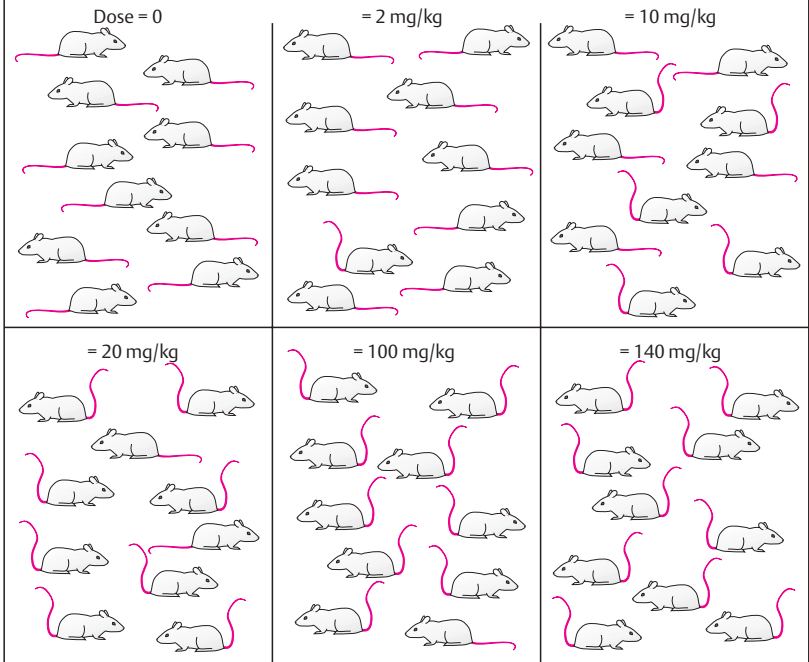 Dose = 0
= 2 mg/kg
= 10 mg/kg
= 20 mg/kg
= 100 mg/kg
= 140 mg/kg